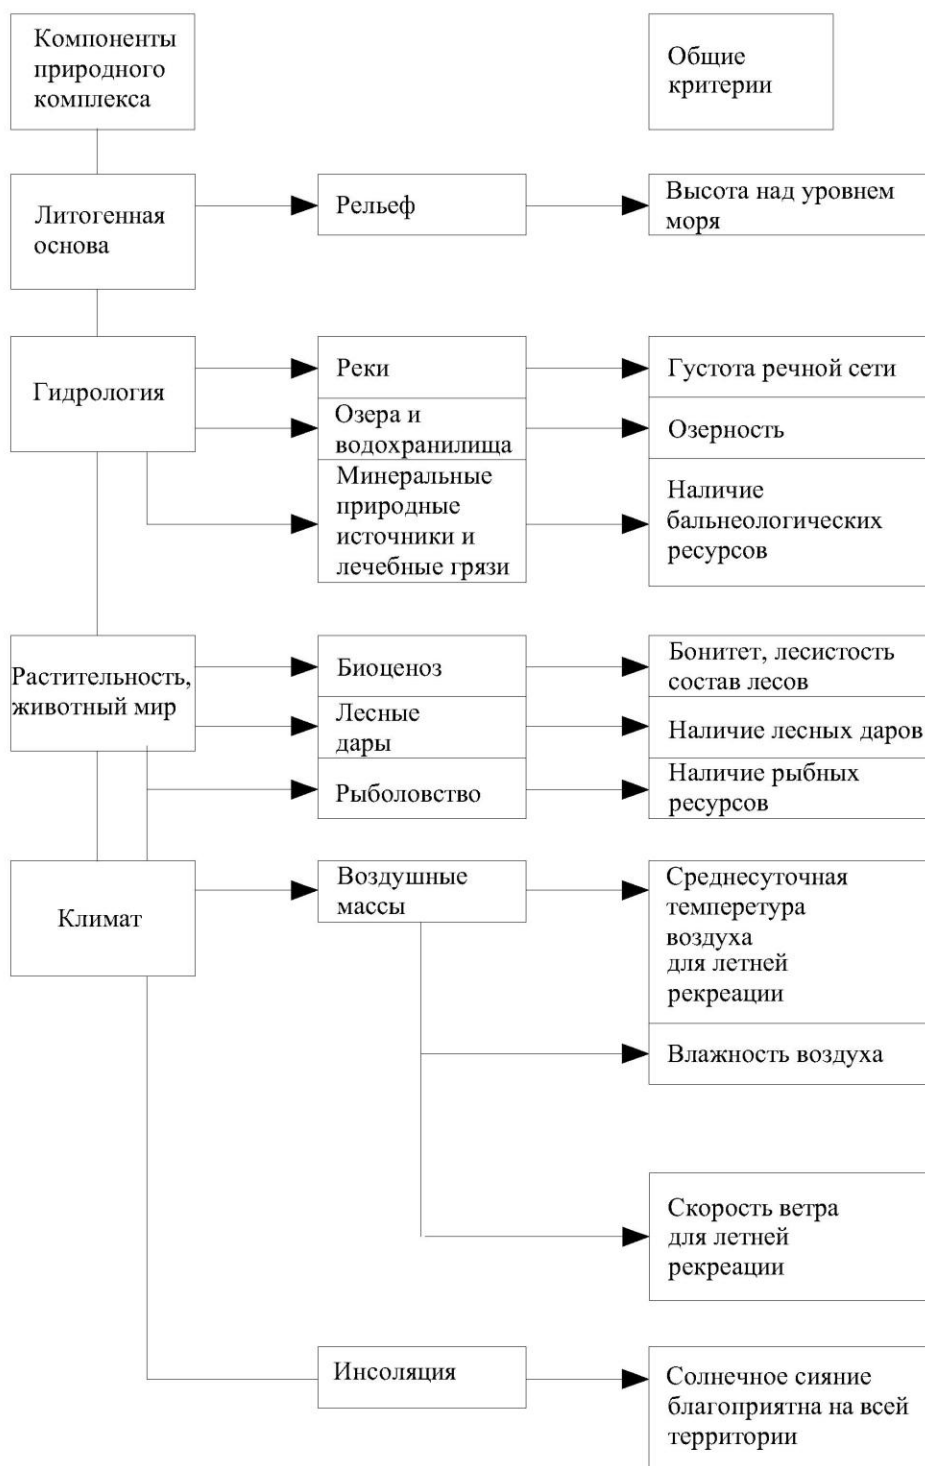 Компоненты
природного
комплекса
Общие
критерии
Литогенная
основа
Рельеф
Высота над уровнем
моря
Гидрология
Реки
Густота речной сети
Озера и
водохранилища
Озерность
Минеральные
природные
источники и
лечебные грязи
Наличие
бальнеологических
ресурсов
Растительность,
животный мир
Биоценоз
Бонитет, лесистость
состав лесов
Лесные
дары
Наличие лесных даров
Рыболовство
Наличие рыбных
ресурсов
Климат
Воздушные
массы
Среднесуточная
темперетура
воздуха
для летней
рекреации
Влажность воздуха
Скорость ветра
для летней
рекреации
Инсоляция
Солнечное сияние
благоприятна на всей
территории